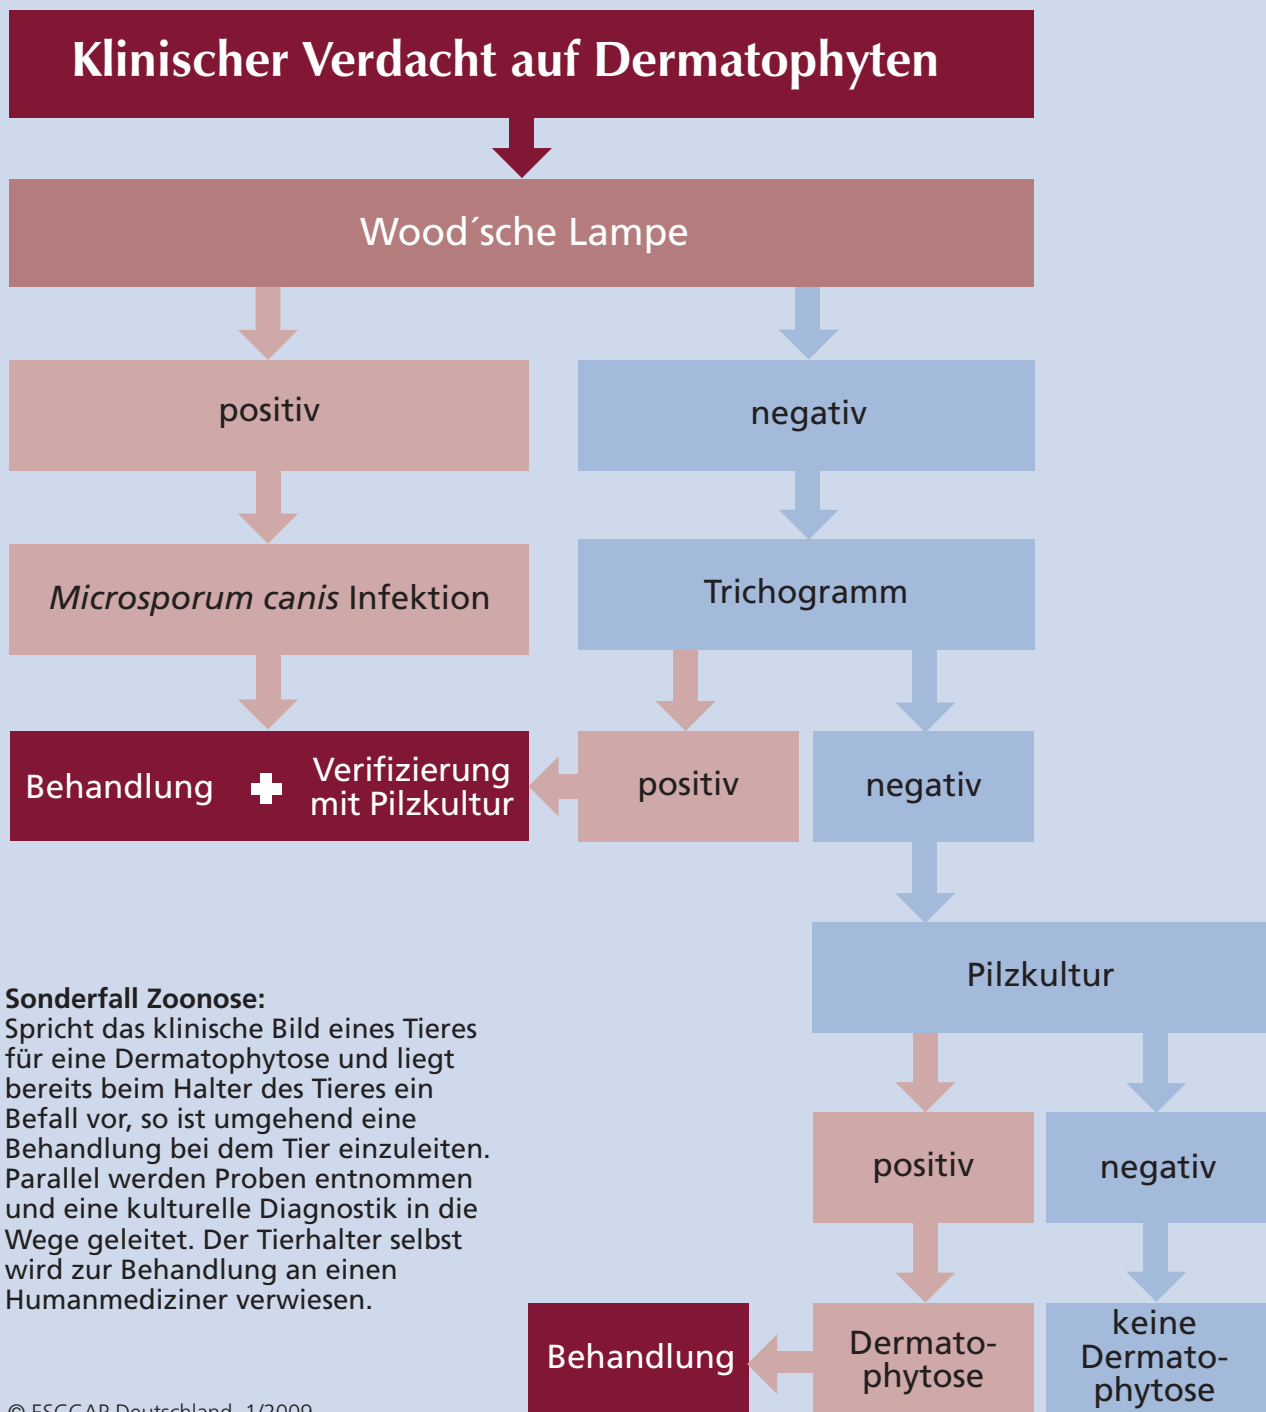 Klinischer Verdacht auf Dermatophyten
Wood´sche Lampe
positiv
negativ
Microsporum canis Infektion
Trichogramm
Behandlung + Verifizierung
mit Pilzkultur
positiv
negativ
Pilzkultur
Sonderfall Zoonose:
Spricht das klinische Bild eines Tieres
für eine Dermatophytose und liegt
bereits beim Halter des Tieres ein
Befall vor, so ist umgehend eine
Behandlung bei dem Tier einzuleiten.
Parallel werden Proben entnommen
und eine kulturelle Diagnostik in die
Wege geleitet. Der Tierhalter selbst
wird zur Behandlung an einen
Humanmediziner verwiesen.
positiv
negativ
Behandlung
Dermato-
phytose
keine
Dermato-
phytose
© ESCCAP Deutschland, 1/2009